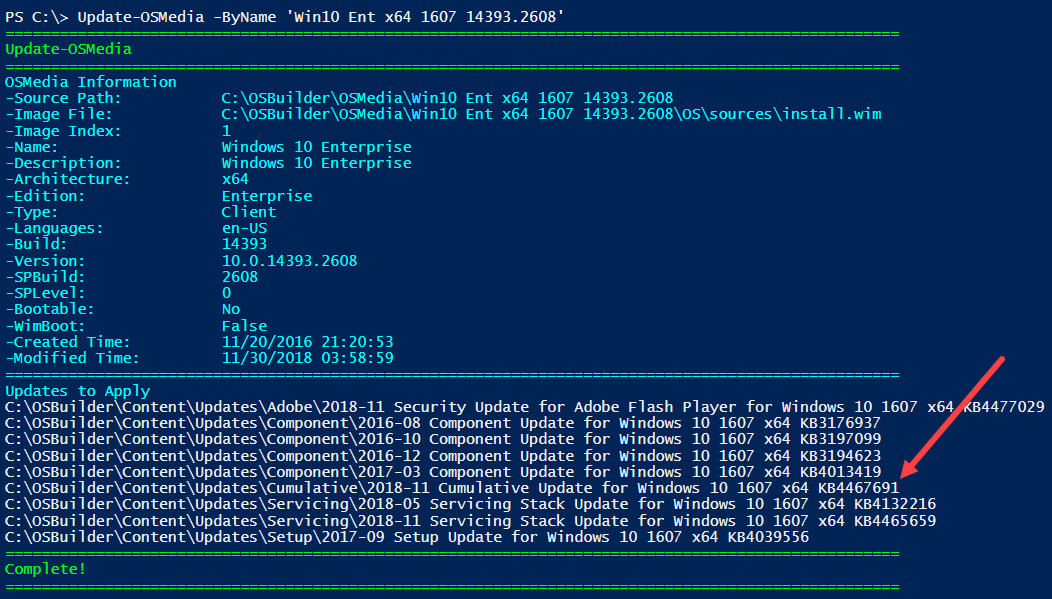 PS C:\> Update-OSMedia -ByName 'Win10 Ent x64 1607 14393.2608'
===================================================================================================
Update-OSMedia
===================================================================================================
OSMedia Information
-Source Path: C:\OSBuilder\OSMedia\Win10 Ent x64 1607 14393.2608
-Image File: C:\OSBuilder\OSMedia\Win10 Ent x64 1607 14393.2608\OS\sources\install.wim
-Image Index: 1
-Name: Windows 10 Enterprise
-Description: Windows 10 Enterprise
-Architecture: x64
-Edition: Enterprise
-Type: Client
-Languages: en-US
-Build: 14393
-Version: 10.0.14393.2608
-SPBuild: 2608
-SPLevel: 0
-Bootable: No
-WimBoot: False
-Created Time: 11/20/2016 21:20:53
-Modified Time: 11/30/2018 03:58:59
===================================================================================================
Updates to Apply
C:\OSBuilder\Content\Updates\Adobe\2018-11 Security Update for Adobe Flash Player for Windows 10 1607 x64 KB4477029
C:\OSBuilder\Content\Updates\Component\2016-08 Component Update for Windows 10 1607 x64 KB3176937
C:\OSBuilder\Content\Updates\Component\2016-10 Component Update for Windows 10 1607 x64 KB3197099
C:\OSBuilder\Content\Updates\Component\2016-12 Component Update for Windows 10 1607 x64 KB3194623
C:\OSBuilder\Content\Updates\Component\2017-03 Component Update for Windows 10 1607 x64 KB4013419
C:\OSBuilder\Content\Updates\Cumulative\2018-11 Cumulative Update for Windows 10 1607 x64 KB4467691
C:\OSBuilder\Content\Updates\Servicing\2018-05 Servicing Stack Update for Windows 10 1607 x64 KB4132216
C:\OSBuilder\Content\Updates\Servicing\2018-11 Servicing Stack Update for Windows 10 1607 x64 KB4465659
C:\OSBuilder\Content\Updates\Setup\2017-09 Setup Update for Windows 10 1607 x64 KB4039556
===================================================================================================
Complete!
===================================================================================================